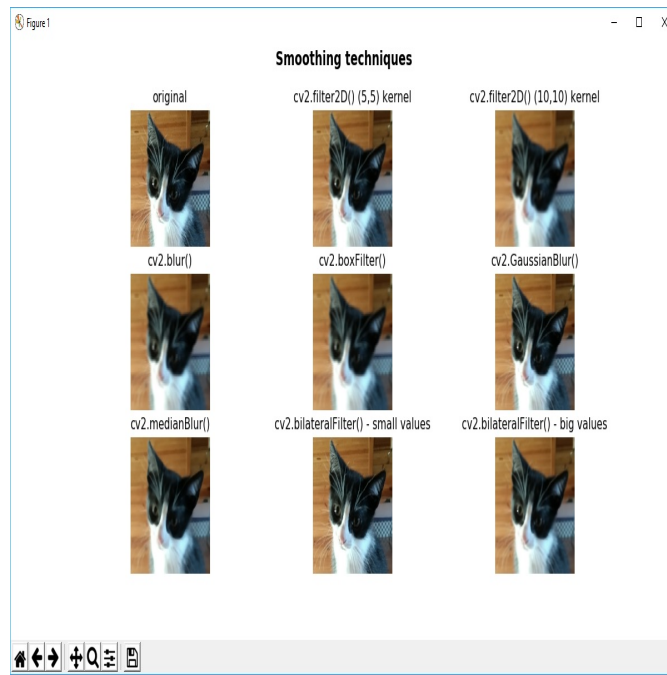 Figure 1
Smoothing techniques
original
cv2.filter2D() (5,5) kernel
cv2.filter2D() (10,10) kernel
cv2.blur()
cv2.boxFilter()
cv2.GaussianBlur()
cv2.medianBlur()
cv2.bilateralFilter() - small values
cv2.bilateralFilter() - big values